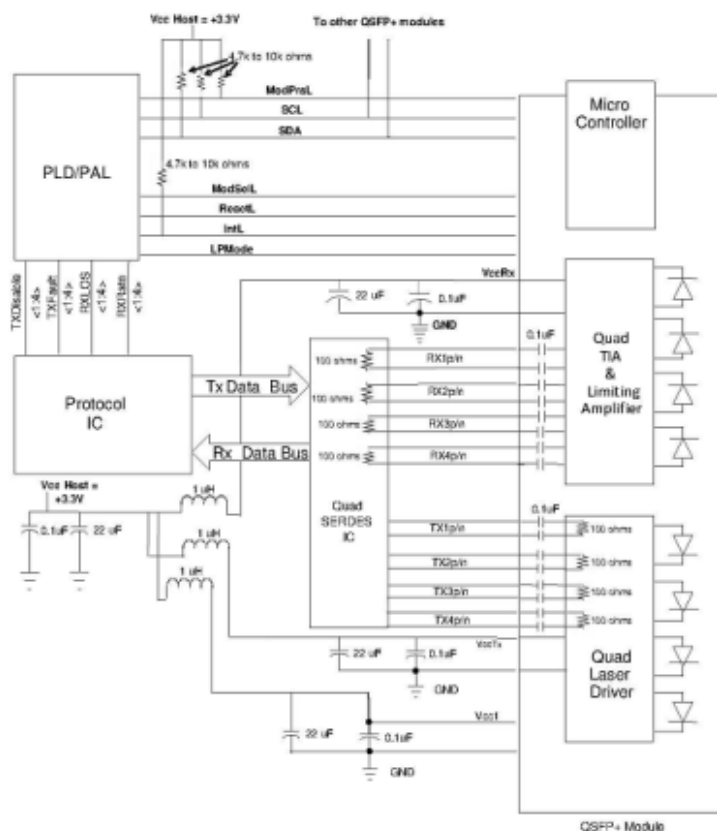 Vcc Host = +3.3V
To other QSFP+ modules
4.7k to 10k ohms
ModPrsL
SCL
SDA
Micro
Controller
PLD/PAL
4.7k to 10k ohms
ModSelL
ResetL
IntL
LPMode
TXDisable
<1:4>
TXFault
<1:4>
RXLOS
<1:4>
RXRate
<1:4>
VccRx
22 uF
0.1uF
GND
Quad
TIA
&
Limiting
Amplifier
0.1uF
100 ohms
RX1p/n
100 ohms
RX2p/n
100 ohms
RX3p/n
100 ohms
RX4p/n
Protocol
IC
Tx Data Bus
Rx Data Bus
Quad
SERDES
IC
Vcc Host =
+3.3V
0.1uF
22 uF
1 uH
1 uH
1 uH
0.1uF
TX1p/n
100 ohms
TX2p/n
100 ohms
TX3p/n
100 ohms
TX4p/n
100 ohms
VccTx
22 uF
0.1uF
GND
Quad
Laser
Driver
Vcc1
22 uF
0.1uF
GND
QSFP+ Module